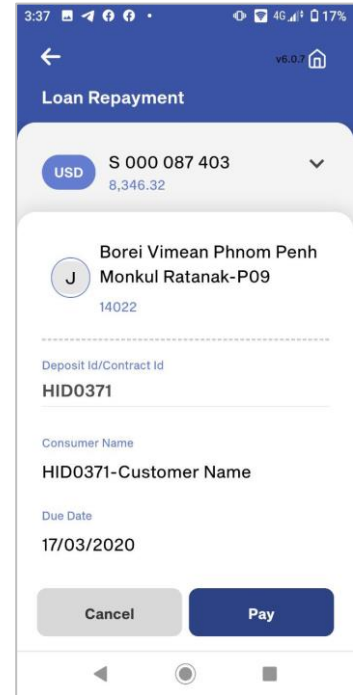 3:37
4G 17%
v6.0.7
Loan Repayment
USD
S 000 087 403
8,346.32
J
Borei Vimean Phnom Penh
Monkul Ratanak-P09
14022
Deposit Id/Contract Id
HID0371
Consumer Name
HID0371-Customer Name
Due Date
17/03/2020
Cancel
Pay